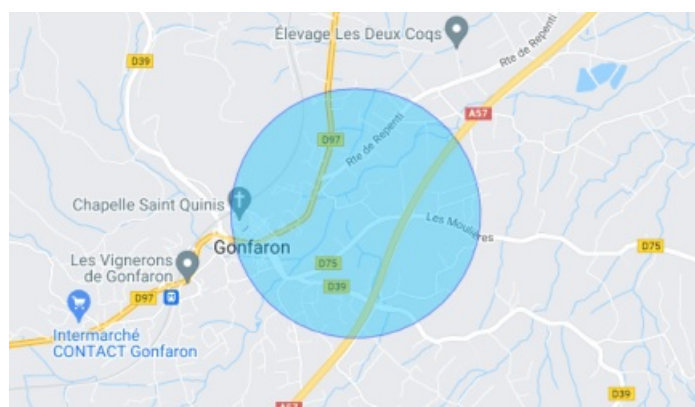 Élevage Les Deux Coqs
Rte de Repenti
D39
A57
D97
Rte de Repenti
Chapelle Saint Quinis
Les Moulières
Gonfaron
D75
Les Vignerons
de Gonfaron
D75
D39
D97
Intermarché
CONTACT Gonfaron
D39
A57